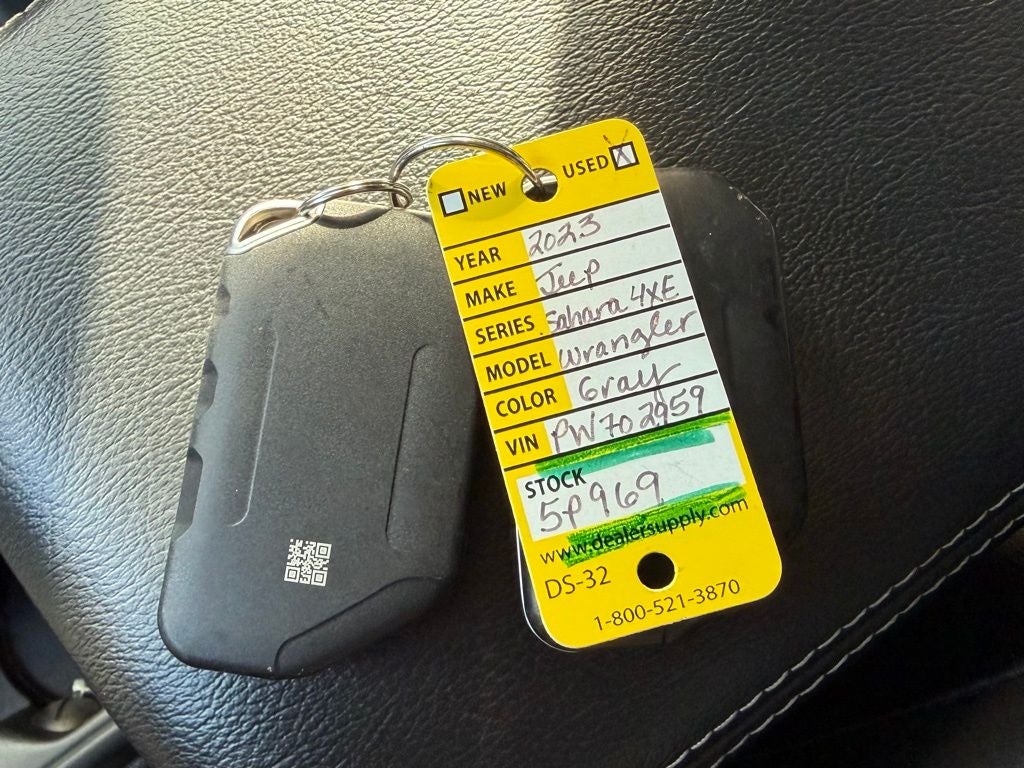 NEW USED X
YEAR 2023
MAKE Jeep
SERIES Sahara 4XE
MODEL Wrangler
COLOR Gray
VIN PW702959
STOCK
5P969
www.dealersupply.com
DS-32
1-800-521-3870